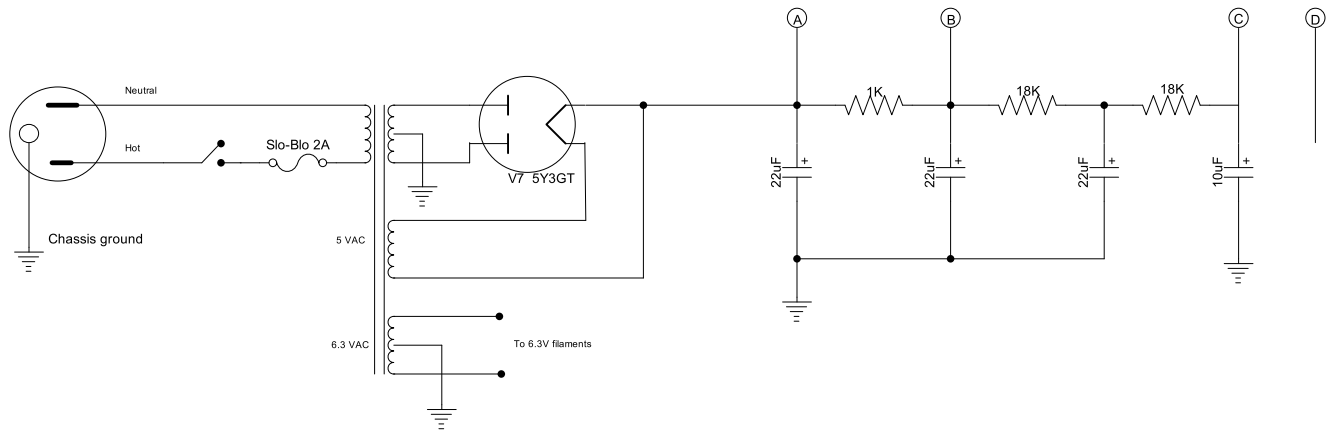 A
B
C
D
Neutral
Hot
Slo-Blo 2A
V7 5Y3GT
1K
18K
18K
22uF
+
22uF
+
22uF
+
10uF
+
Chassis ground
5 VAC
6.3 VAC
To 6.3V filaments